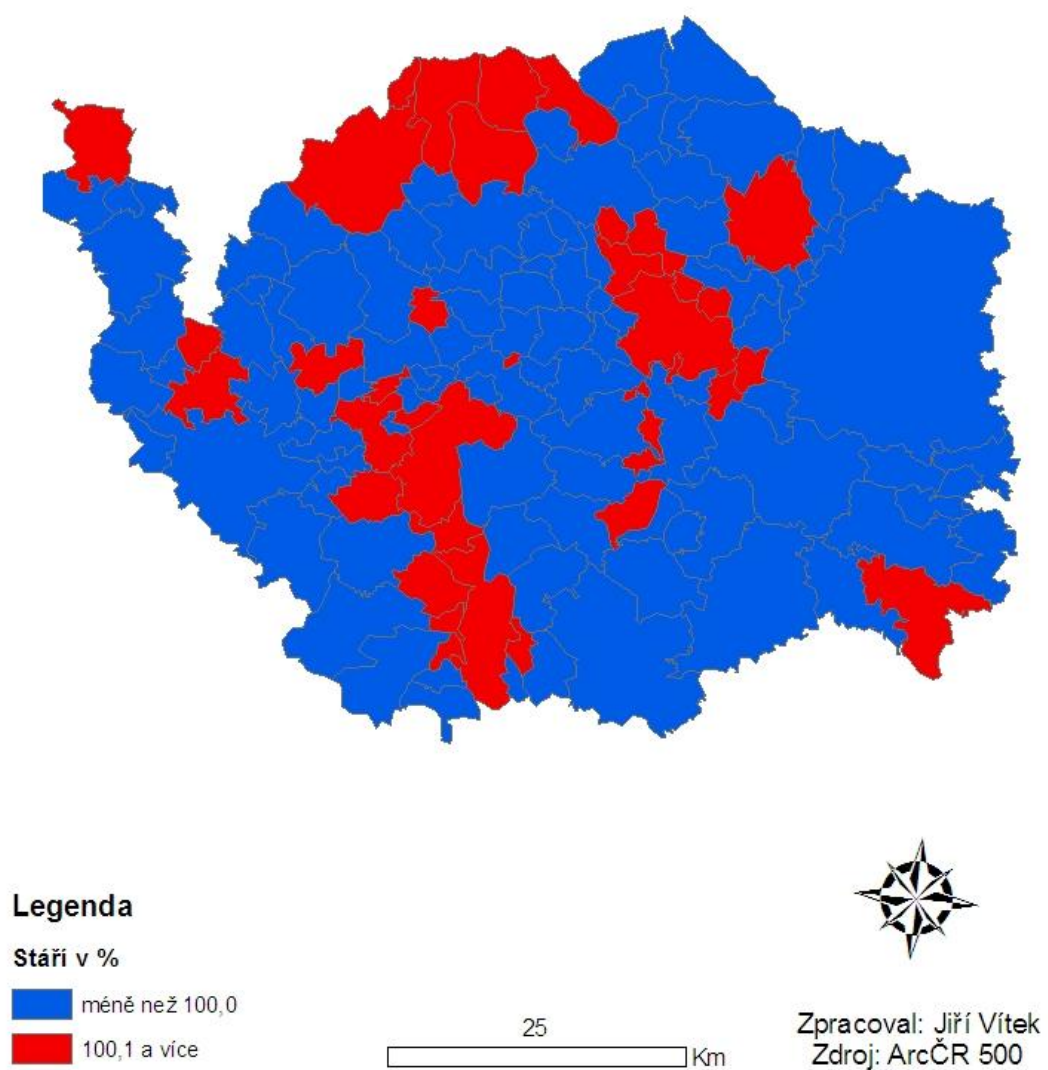 Legenda
Stáří v %
méně než 100,0
100,1 a více
25
Km
Zpracoval: Jiří Vítek
Zdroj: ArcČR 500